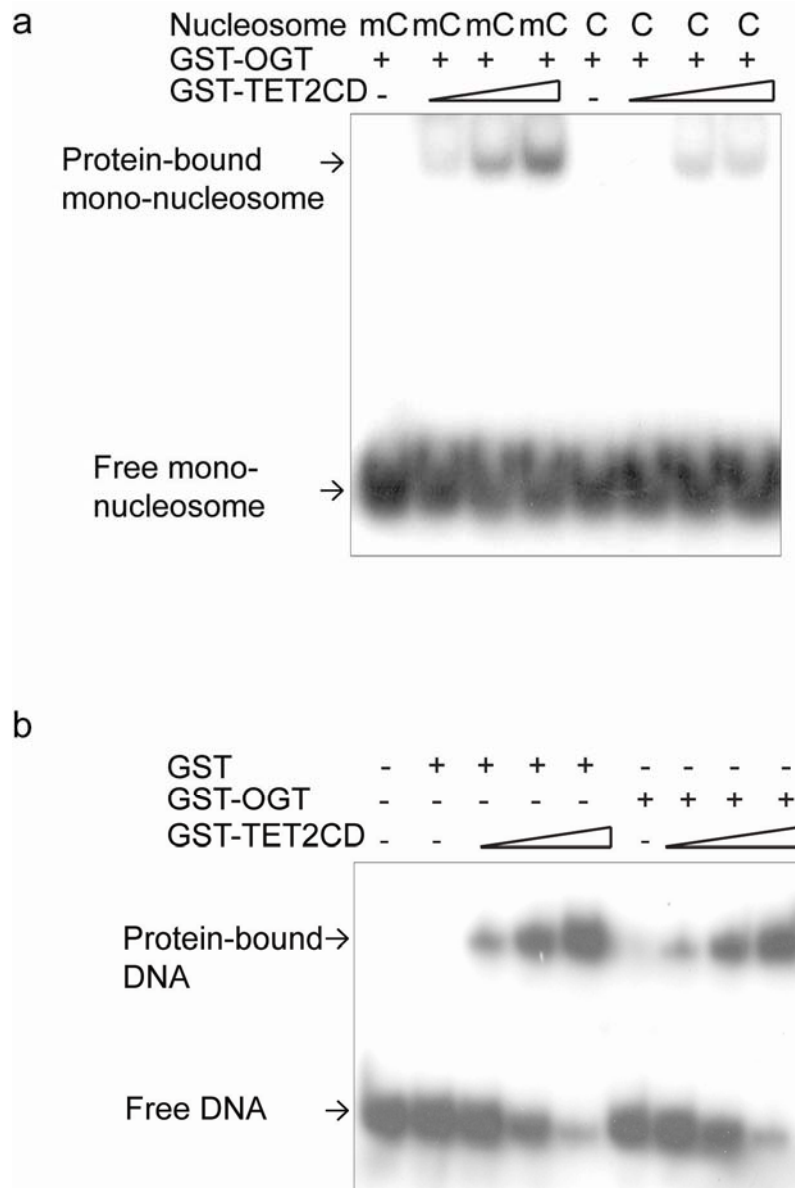 a
Nucleosome mC mC mC mC C C C C
GST-OGT + + + + + + + +
GST-TET2CD - -
Protein-bound →
mono-nucleosome
Free mono- →
nucleosome
b
GST - + + + + - - - -
GST-OGT - - - - - + + + +
GST-TET2CD - - -
Protein-bound→
DNA
Free DNA →